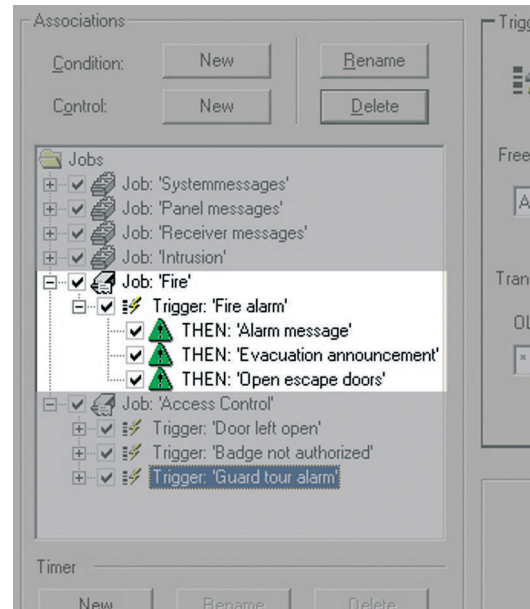 Associations
Condition: New Rename
Control: New Delete
Jobs
Job: 'Systemmessages'
Job: 'Panel messages'
Job: 'Receiver messages'
Job: 'Intrusion'
Job: 'Fire'
Trigger: 'Fire alarm'
THEN: 'Alarm message'
THEN: 'Evacuation announcement'
THEN: 'Open escape doors'
Job: 'Access Control'
Trigger: 'Door left open'
Trigger: 'Badge not authorized'
Trigger: 'Guard tour alarm'
Timer
New Rename Delete
Trigg
Free
A
Tran
*